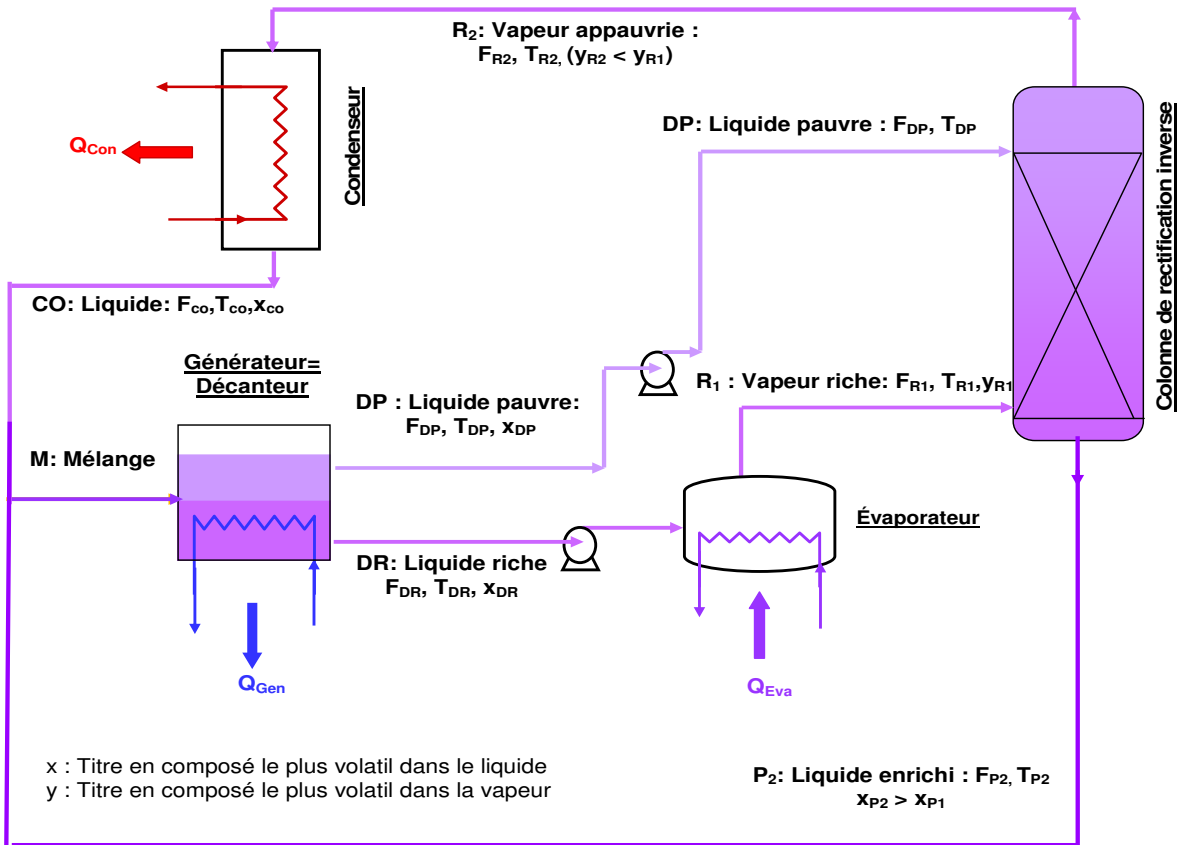 R2: Vapeur appauvrie :
FR2, TR2, (yR2 < yR1)
Condenseur
QCon
DP: Liquide pauvre : FDP, TDP
Colonne de rectification inverse
CO: Liquide: Fco,Tco,xco
Générateur=
Décanteur
R1 : Vapeur riche: FR1, TR1,yR1
DP : Liquide pauvre:
FDP, TDP, xDP
M: Mélange
Évaporateur
DR: Liquide riche
FDR, TDR, xDR
QGen
QEva
x : Titre en composé le plus volatil dans le liquide
y : Titre en composé le plus volatil dans la vapeur
P2: Liquide enrichi : FP2, TP2
xP2 > xP1